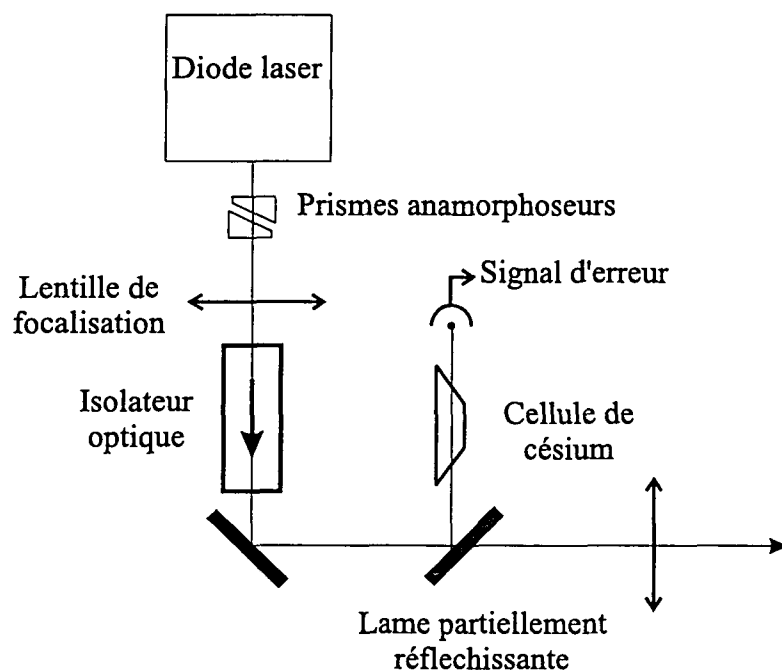 Diode laser
Prismes anamorphoseurs
Lentille de
focalisation
Signal d'erreur
Isolateur
optique
Cellule de
césium
Lame partiellement
réflechissante